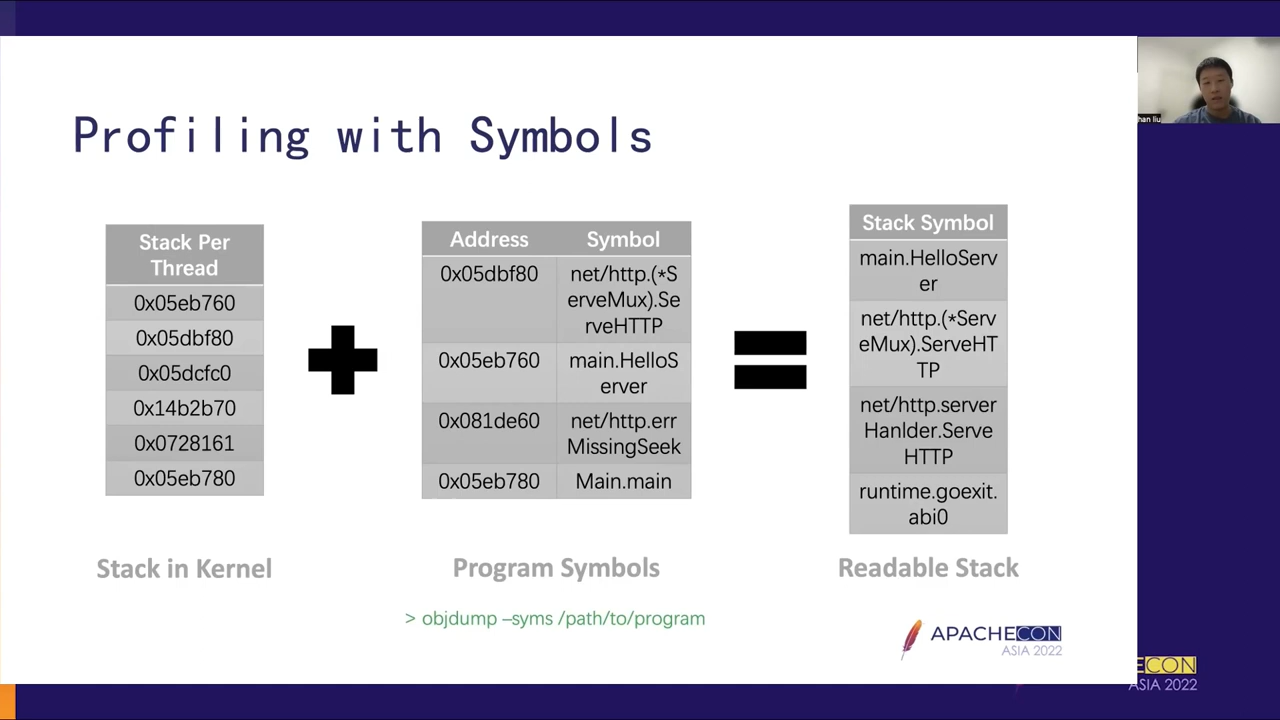 Profiling with Symbols
Stack Per
Thread
0x05eb760
0x05dbf80
0x05dcfc0
0x14b2b70
0x0728161
0x05eb780
Stack in Kernel
Address Symbol
0x05dbf80 net/http.(*S
erveMux).Se
rveHTTP
0x05eb760 main.HelloS
erver
0x081de60 net/http.err
MissingSeek
0x05eb780 Main.main
Program Symbols
> objdump –syms /path/to/program
Stack Symbol
main.HelloServ
er
net/http.(*Serv
eMux).ServeHT
TP
net/http.server
Hanlder.Serve
HTTP
runtime.goexit.
abi0
Readable Stack
APACHECON
ASIA 2022
han liu
ECON
ASIA 2022